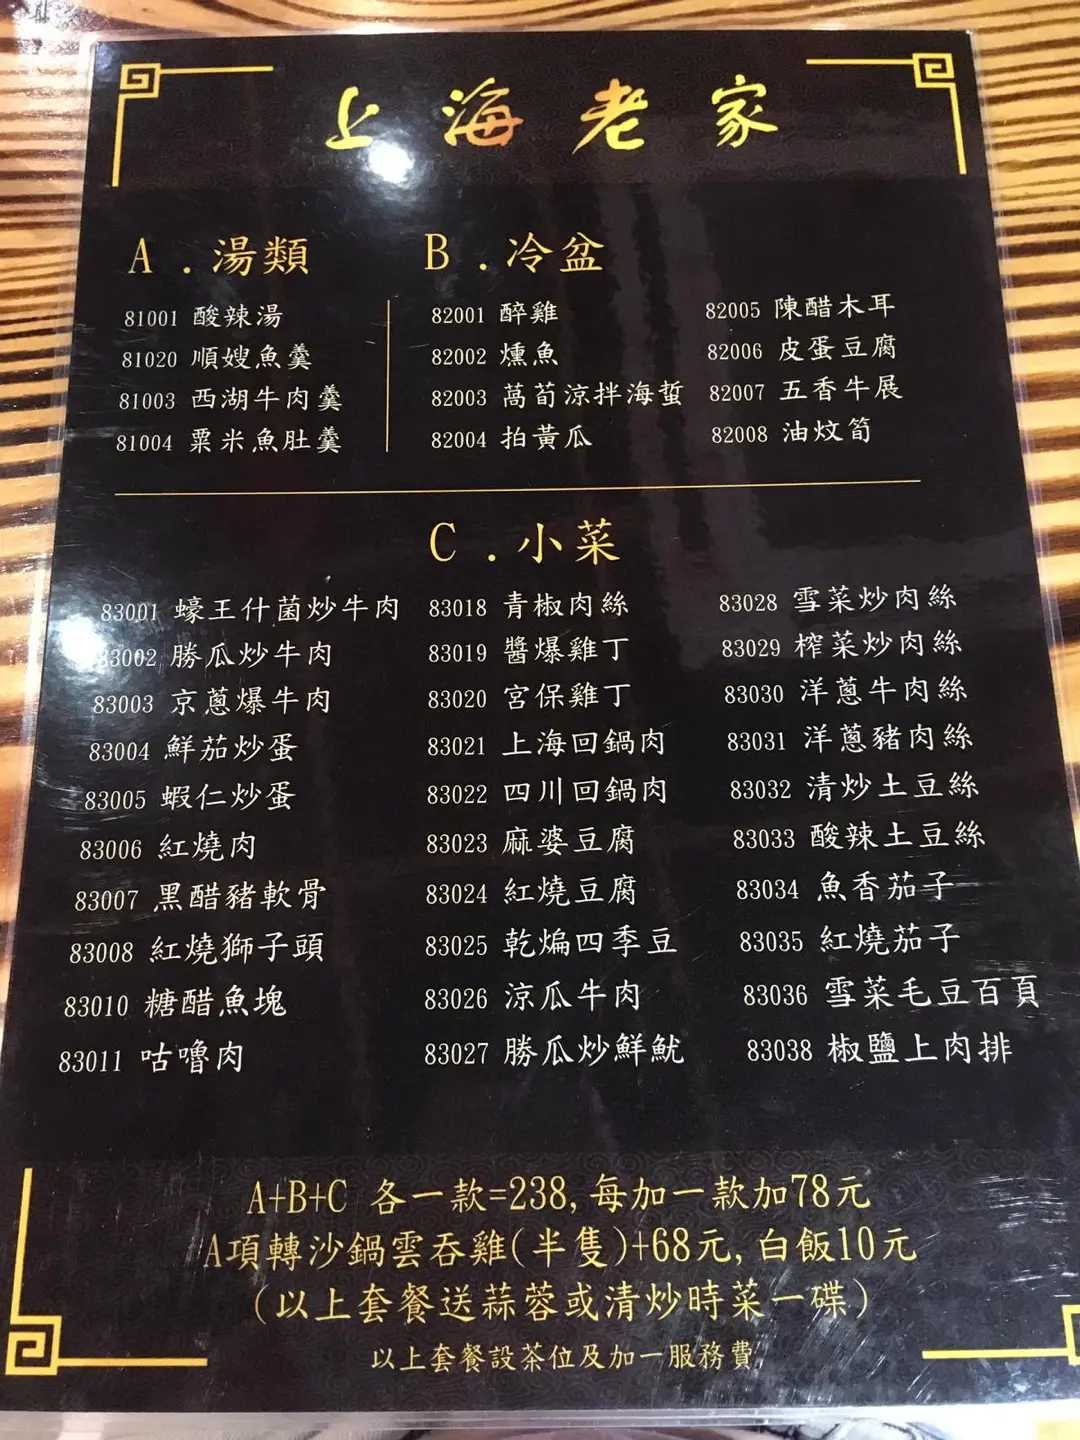 上海老家
A.湯類
81001 酸辣湯
81020 順嫂魚羹
81003 西湖牛肉羹
81004 粟米魚肚羹
B.冷盆
82001 醉雞
82002 燻魚
82003 萵荀涼拌海蜇
82004 拍黃瓜
82005 陳醋木耳
82006 皮蛋豆腐
82007 五香牛展
82008 油炆筍
C.小菜
83001 蠔王什菌炒牛肉
83002 勝瓜炒牛肉
83003 京蔥爆牛肉
83004 鮮茄炒蛋
83005 蝦仁炒蛋
83006 紅燒肉
83007 黑醋豬軟骨
83008 紅燒獅子頭
83010 糖醋魚塊
83011 咕嚕肉
83018 青椒肉絲
83019 醬爆雞丁
83020 宮保雞丁
83021 上海回鍋肉
83022 四川回鍋肉
83023 麻婆豆腐
83024 紅燒豆腐
83025 乾煸四季豆
83026 涼瓜牛肉
83027 勝瓜炒鮮魷
83028 雪菜炒肉絲
83029 榨菜炒肉絲
83030 洋蔥牛肉絲
83031 洋蔥豬肉絲
83032 清炒土豆絲
83033 酸辣土豆絲
83034 魚香茄子
83035 紅燒茄子
83036 雪菜毛豆百頁
83038 椒鹽上肉排
A+B+C 各一款=238,每加一款加78元
A項轉沙鍋雲吞雞(半隻)+68元,白飯10元
(以上套餐送蒜蓉或清炒時菜一碟)
以上套餐設茶位及加一服務費